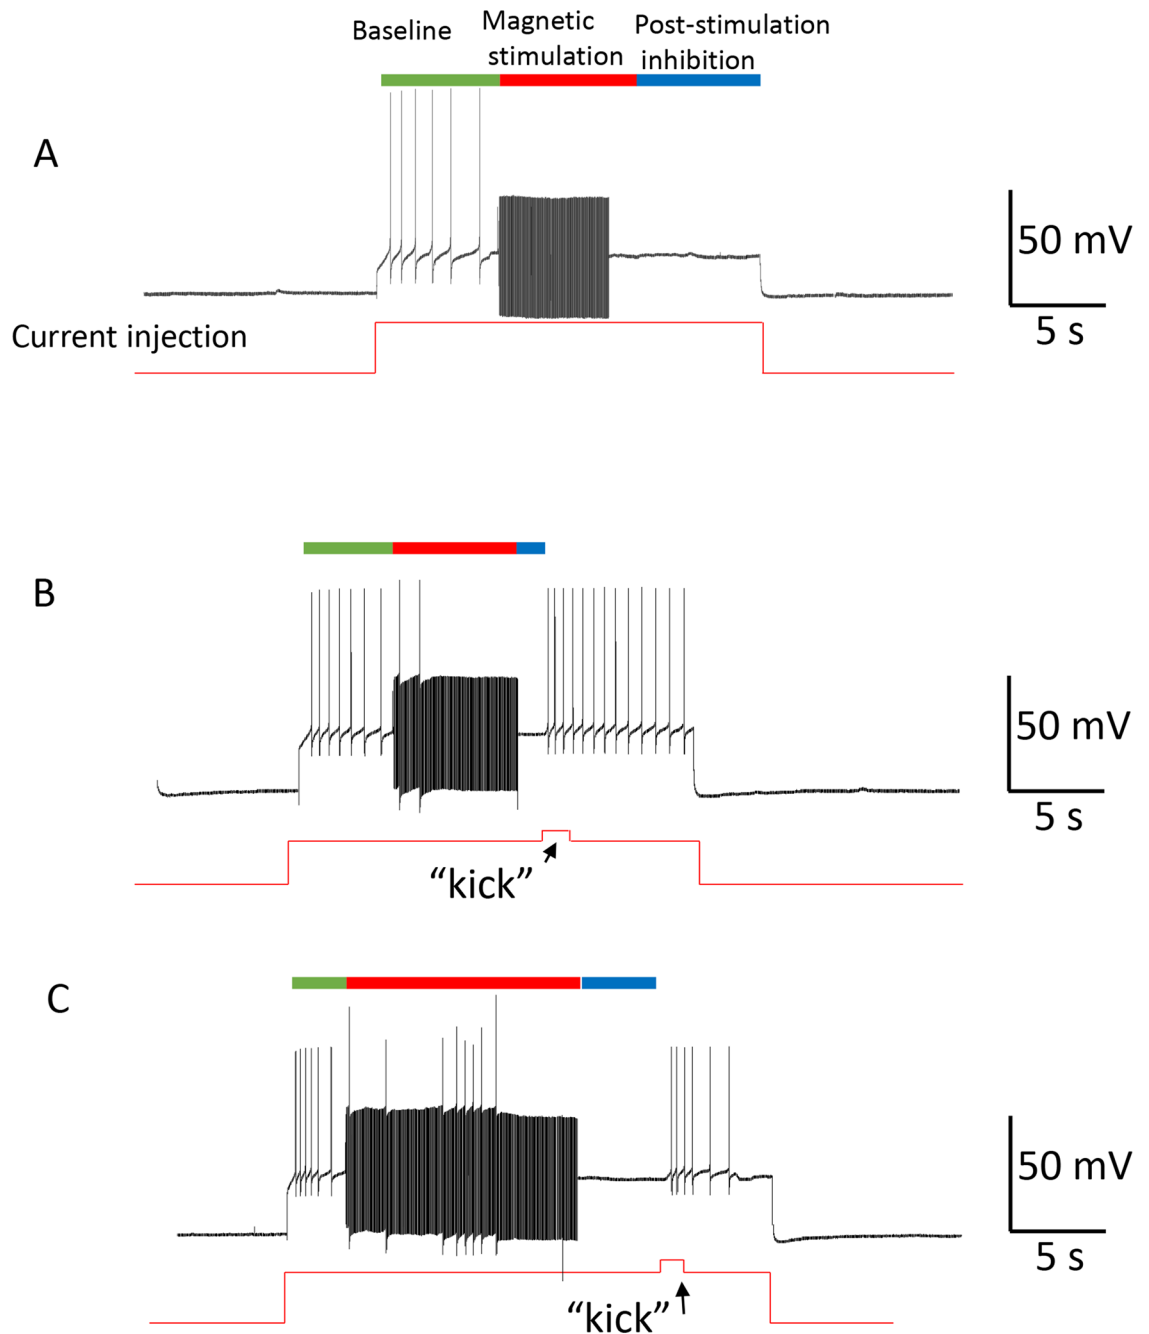 Baseline
Magnetic
stimulation
Post-stimulation
inhibition
A
50 mV
5 s
Current injection
B
50 mV
5 s
“kick”
C
50 mV
5 s
“kick”